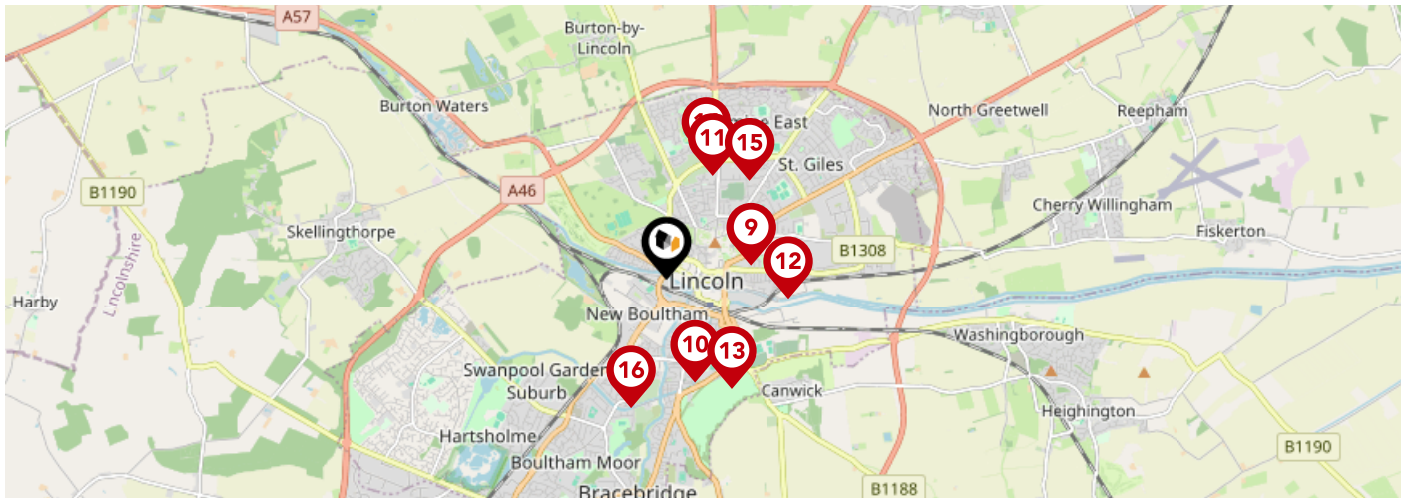 A57
Burton-by-
Lincoln
Burton Waters
North Greetwell
Reepham
East
11
15
St. Giles
B1190
A46
Cherry Willingham
Skellingthorpe
9
Fiskerton
B1308
12
Lincolnshire
Lincoln
Harby
New Boultham
Washingborough
10
13
16
Swanpool Garden
Suburb
Canwick
Heighington
Hartsholme
B1190
Boultham Moor
Bracebridge
B1188